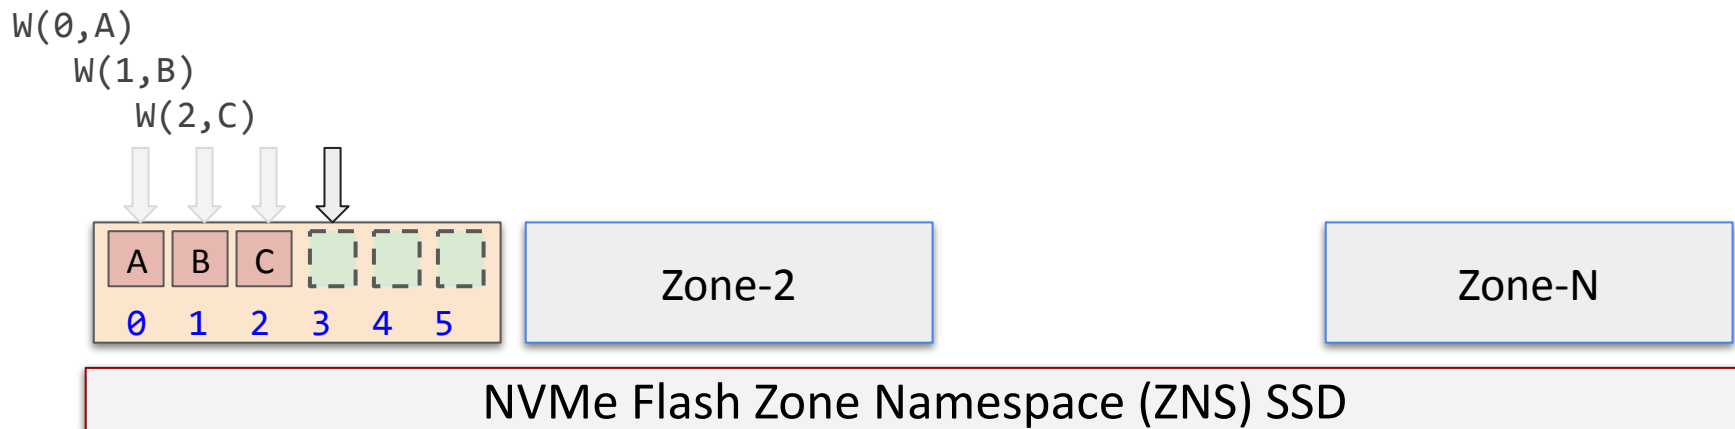 W(0,A)
W(1,B)
W(2,C)
A B C
0 1 2 3 4 5
Zone-2
Zone-N
NVMe Flash Zone Namespace (ZNS) SSD